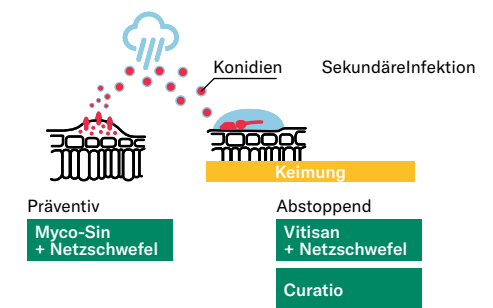 Konidien
SekundäreInfektion
Keimung
Präventiv
Myco-Sin
+ Netzschwefel
Abstoppend
Vitisan
+ Netzschwefel
Curatio